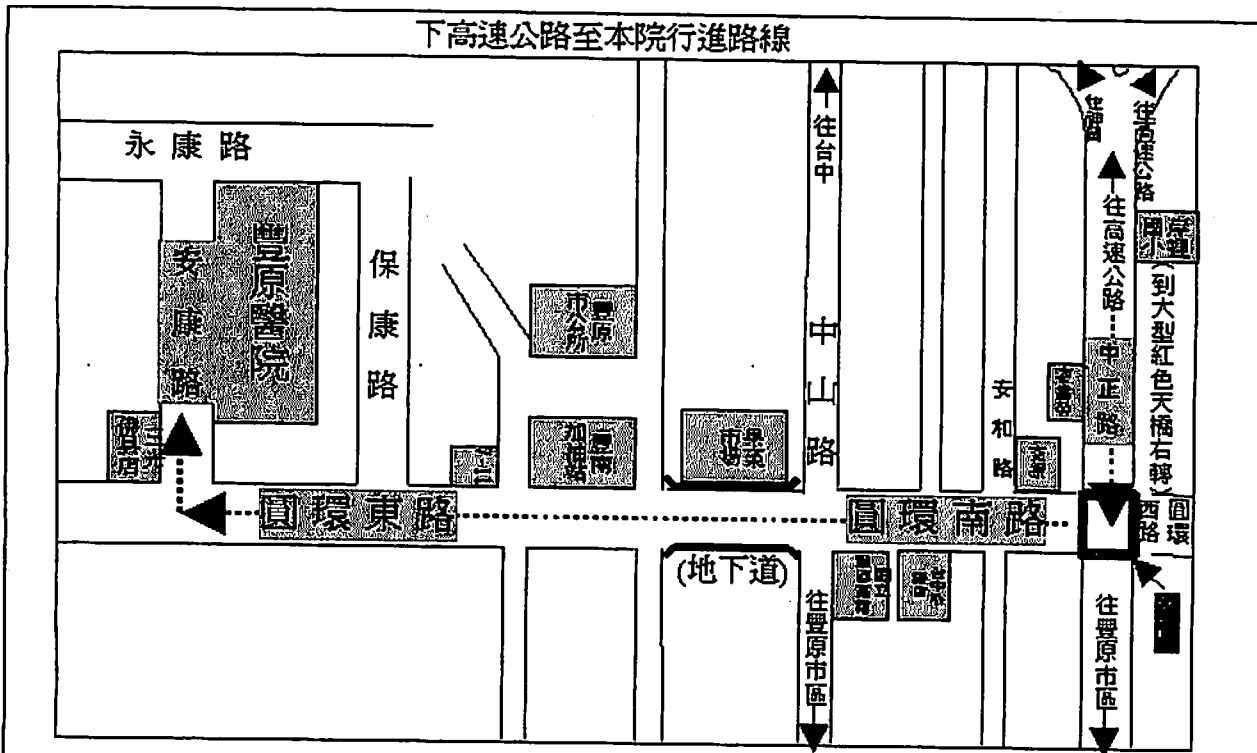 下高速公路至本院行進路線
永康路
安康路
豐原醫院
保康路
豐原
市公所
豐南
加油站
果菜
市場
往台中
中山路
安和路
往高速公路
中正路
往高速公路
(到大型紅色天橋右轉)
圓環
西路
圓環東路
圓環南路
(地下道)
往豐原市區
往豐原市區